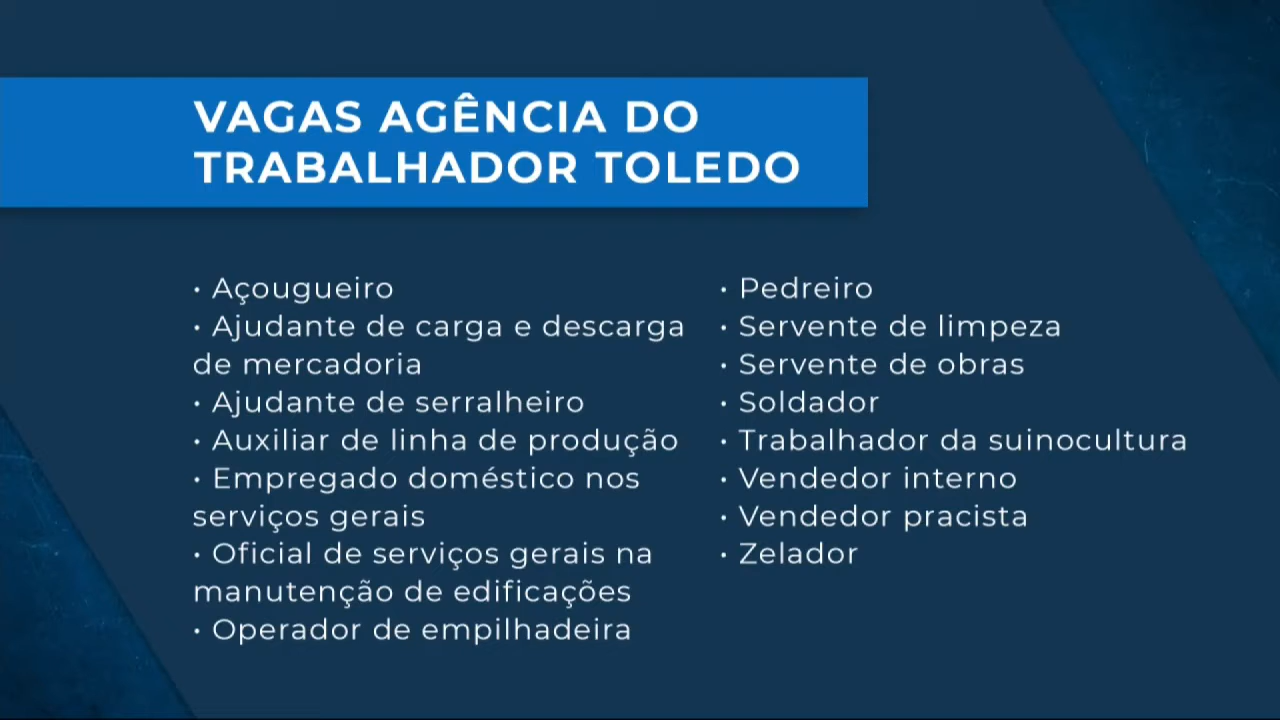 VAGAS AGÊNCIA DO
TRABALHADOR TOLEDO
• Açougueiro
• Ajudante de carga e descarga
de mercadoria
• Ajudante de serralheiro
• Auxiliar de linha de produção
• Empregado doméstico nos
serviços gerais
• Oficial de serviços gerais na
manutenção de edificações
• Operador de empilhadeira
• Pedreiro
• Servente de limpeza
• Servente de obras
• Soldador
• Trabalhador da suinocultura
• Vendedor interno
• Vendedor pracista
• Zelador